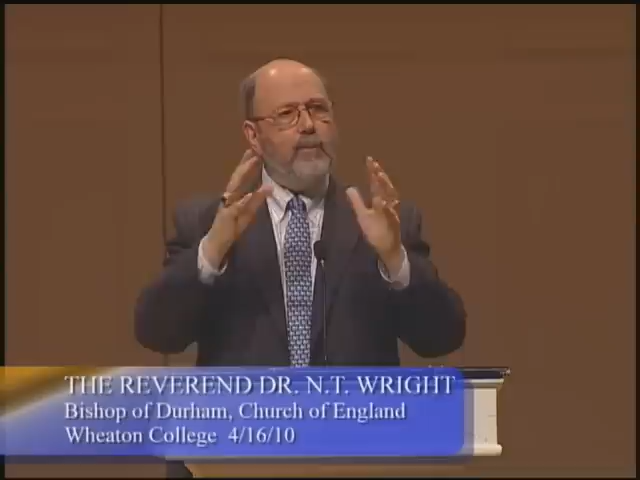 THE REVEREND DR. N.T. WRIGHT
Bishop of Durham, Church of England
Wheaton College 4/16/10